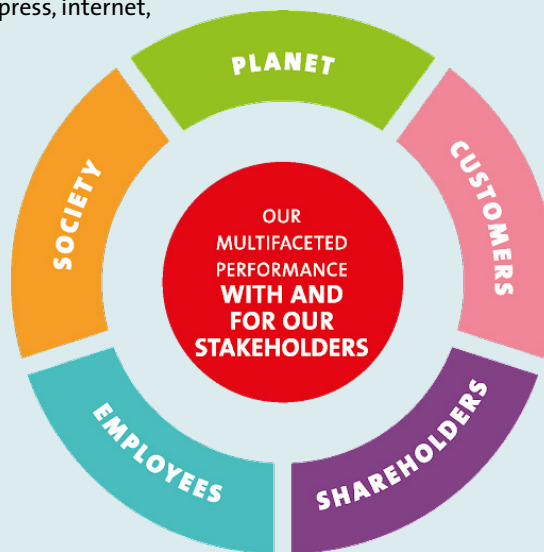 press, internet,
PLANET
CUSTOMERS
SHAREHOLDERS
EMPLOYEES
SOCIETY
OUR
MULTIFACETED
PERFORMANCE
WITH AND
FOR OUR
STAKEHOLDERS